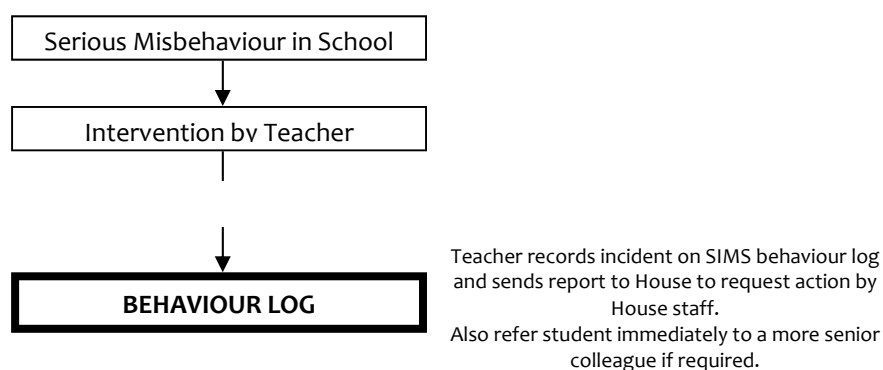 Serious Misbehaviour in School
Intervention by Teacher
BEHAVIOUR LOG
Teacher records incident on SIMS behaviour log
and sends report to House to request action by
House staff.
Also refer student immediately to a more senior
colleague if required.